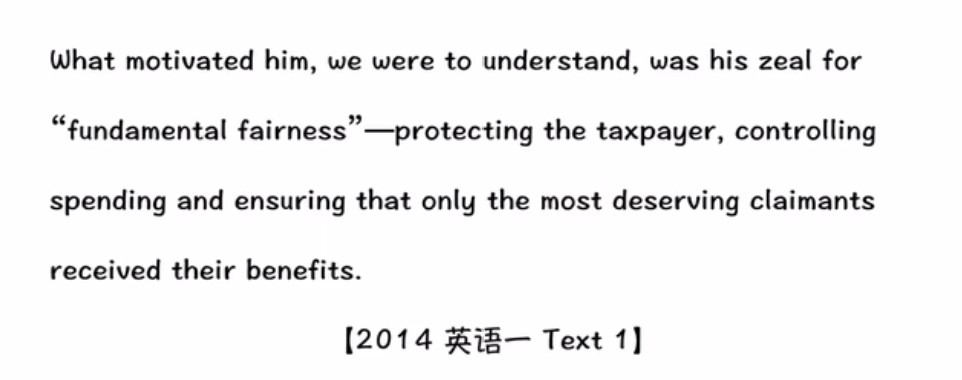 What motivated him, we were to understand, was his zeal for
“fundamental fairness”—protecting the taxpayer, controlling
spending and ensuring that only the most deserving claimants
received their benefits.
【2014 英语一 Text 1】